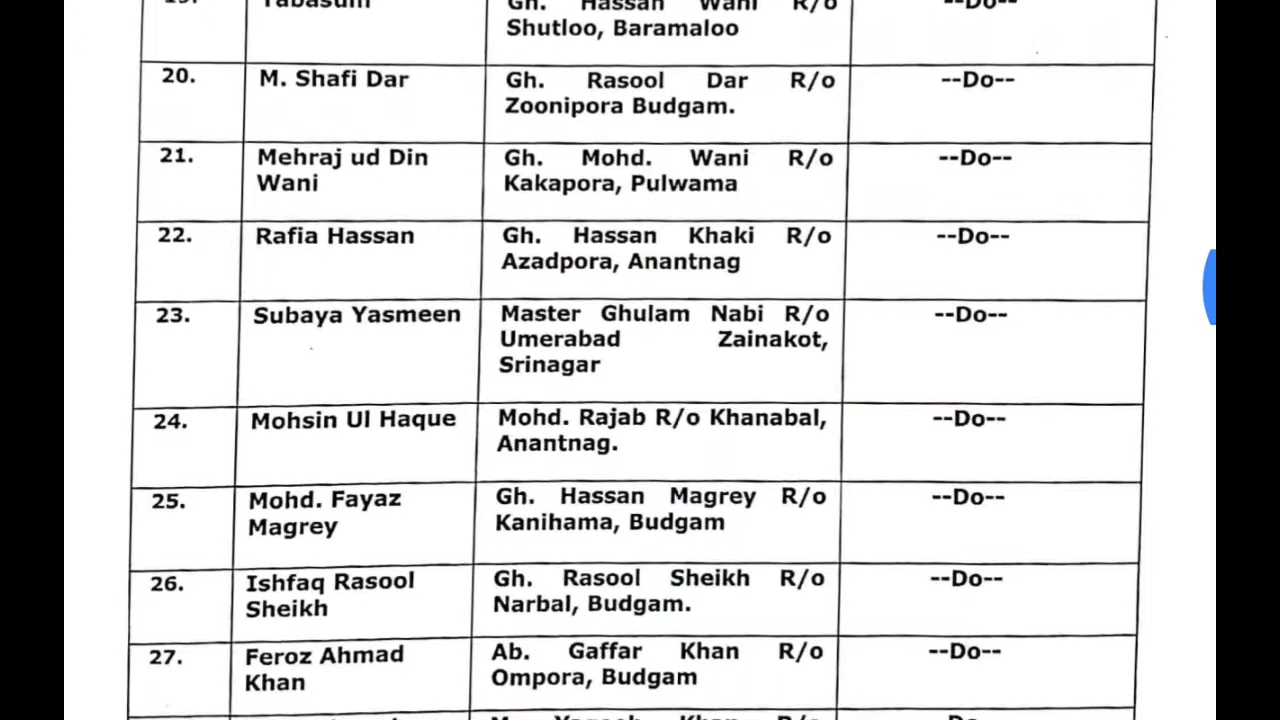 19. Tabasum Gh. Hassan Wani R/o --Do--
Shutloo, Baramaloo
20. M. Shafi Dar Gh. Rasool Dar R/o --Do--
Zoonipora Budgam.
21. Mehraj ud Din Gh. Mohd. Wani R/o --Do--
Wani Kakapora, Pulwama
22. Rafia Hassan Gh. Hassan Khaki R/o --Do--
Azadpora, Anantnag
23. Subaya Yasmeen Master Ghulam Nabi R/o --Do--
Umerabad Zainakot,
Srinagar
24. Mohsin Ul Haque Mohd. Rajab R/o Khanabal, --Do--
Anantnag.
25. Mohd. Fayaz Gh. Hassan Magrey R/o --Do--
Magrey Kanihama, Budgam
26. Ishfaq Rasool Gh. Rasool Sheikh R/o --Do--
Sheikh Narbal, Budgam.
27. Feroz Ahmad Ab. Gaffar Khan R/o --Do--
Khan Ompora, Budgam
Khan R/o